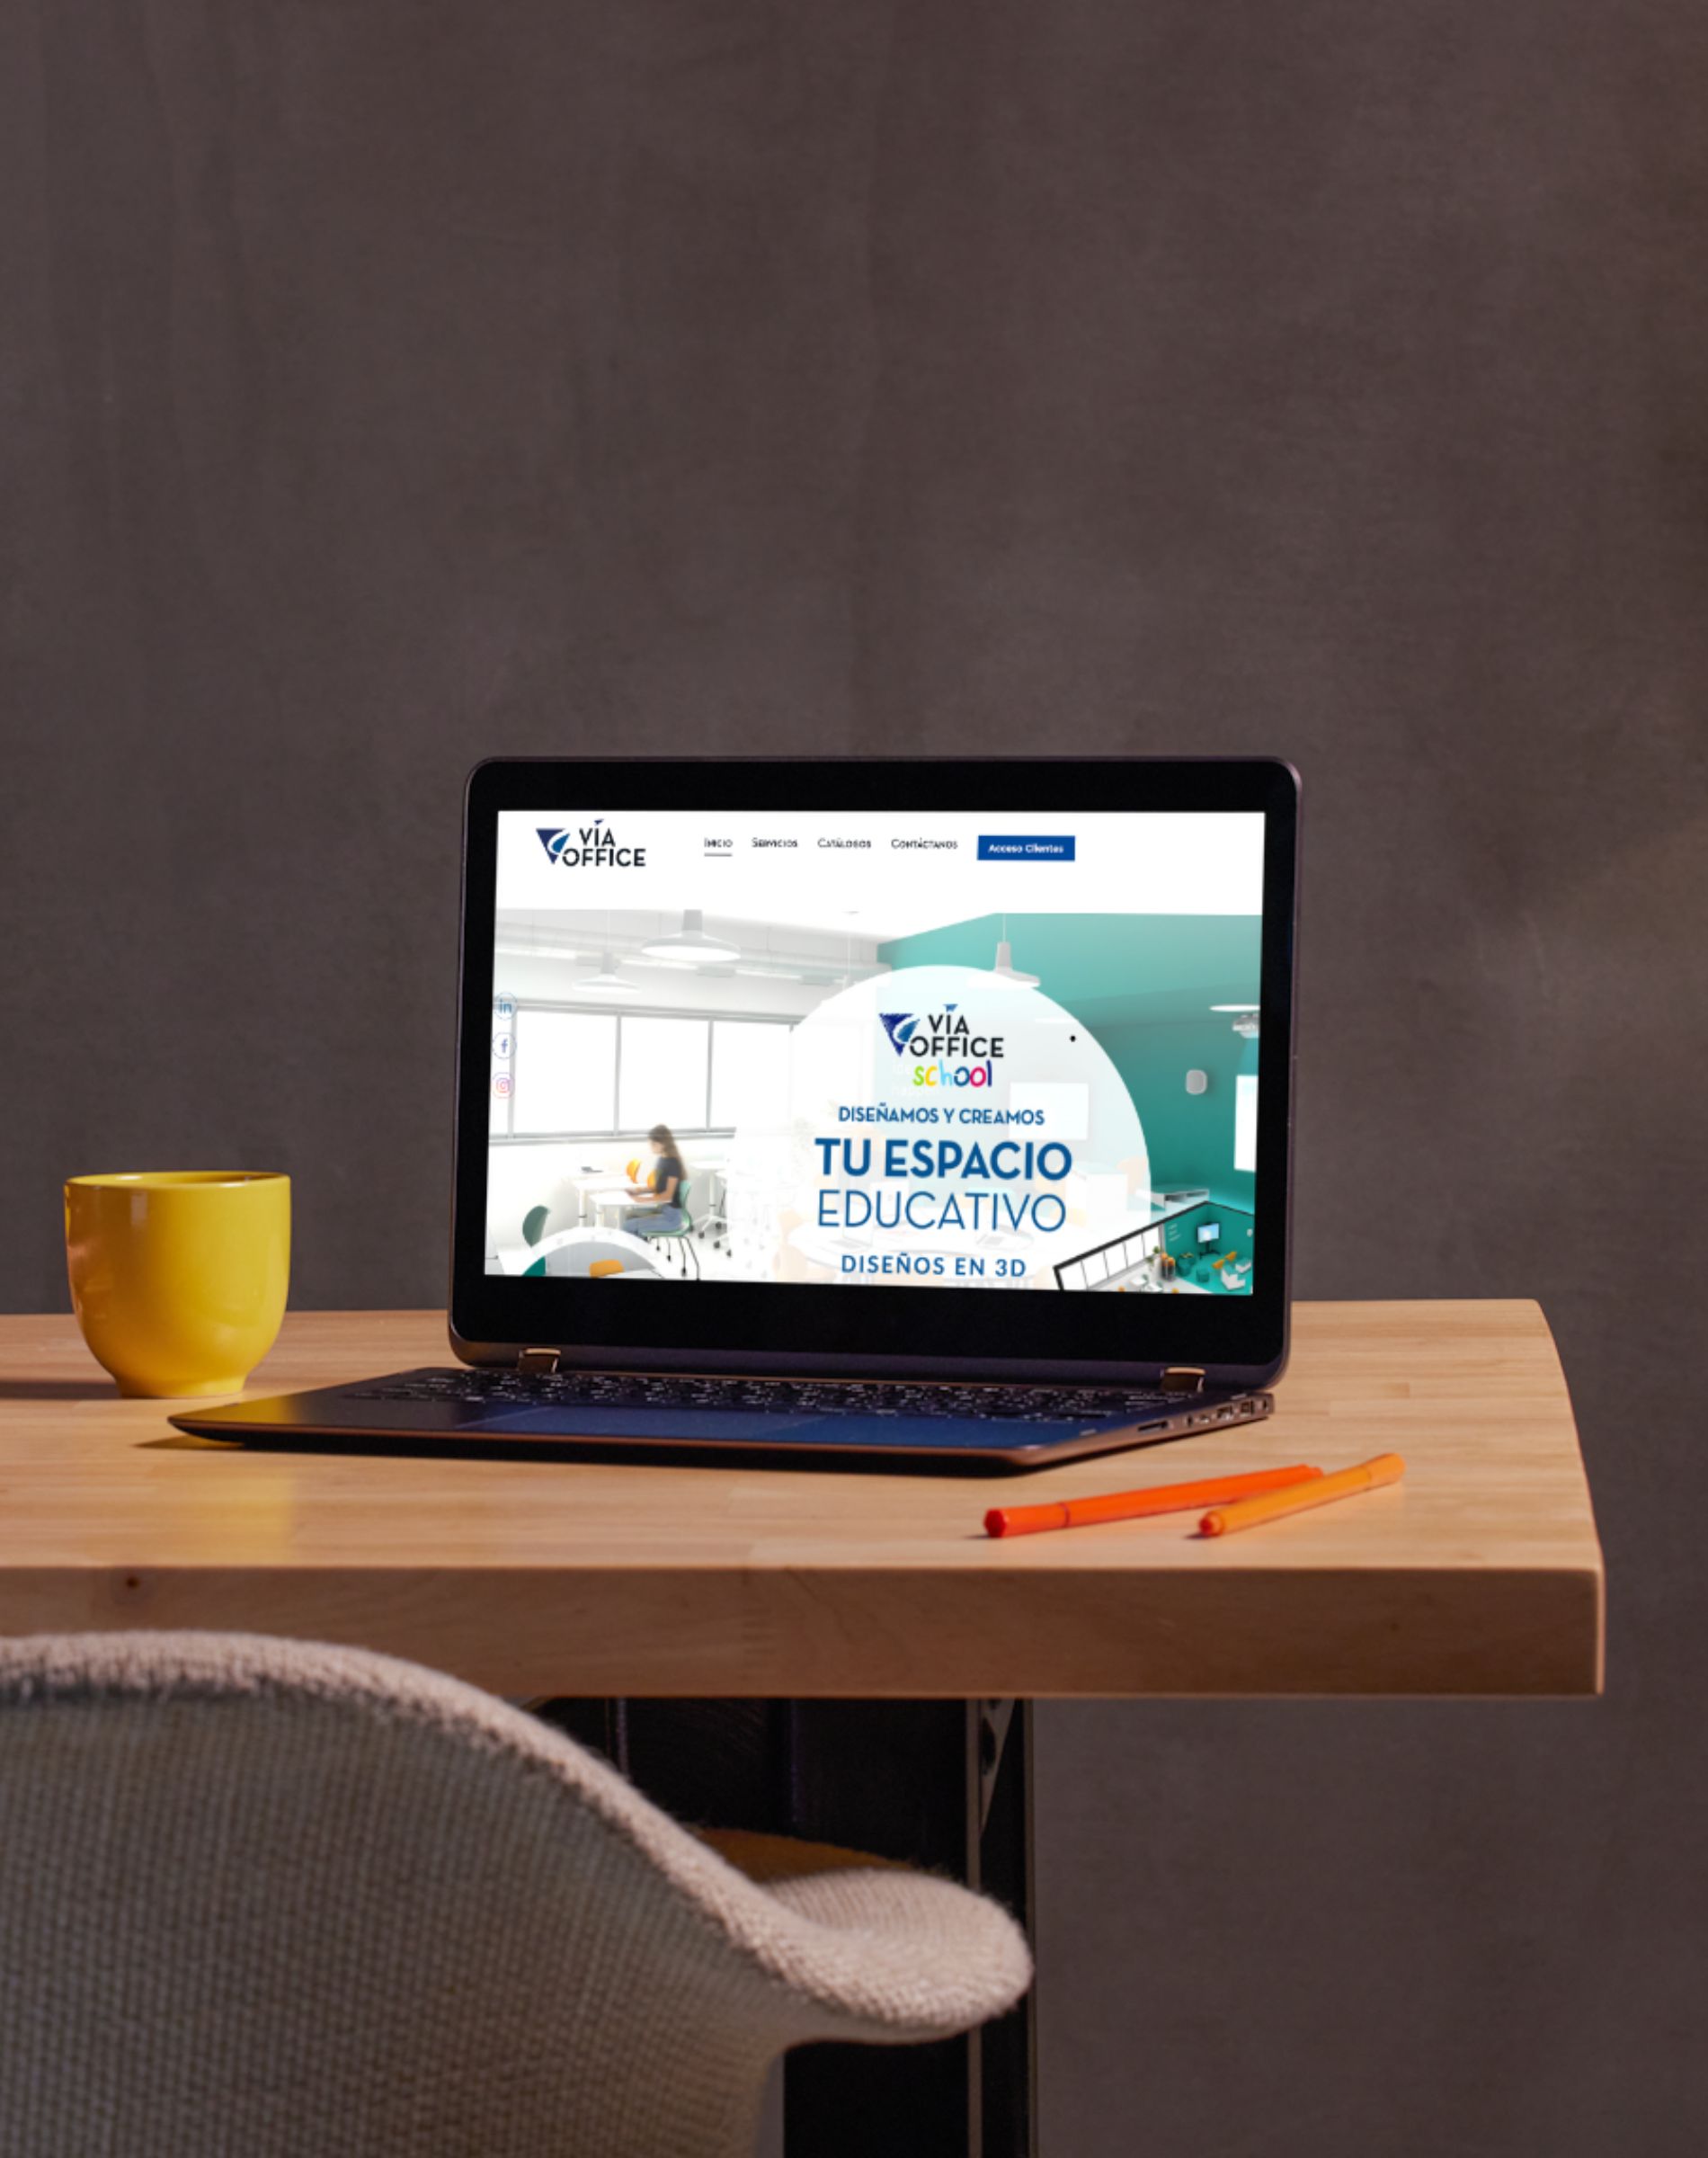 VÍA
OFFICE
Inicio Servicios Catálogos Contáctanos Acceso Clientes
in
f
VÍA
OFFICE
school
DISEÑAMOS Y CREAMOS
TU ESPACIO
EDUCATIVO
DISEÑOS EN 3D